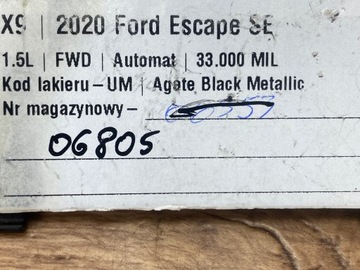 X9 | 2020 Ford Escape SE
1.5L | FWD | Automat | 33.000 MIL
Kod lakieru – UM | Agate Black Metallic
Nr magazynowy –
06805